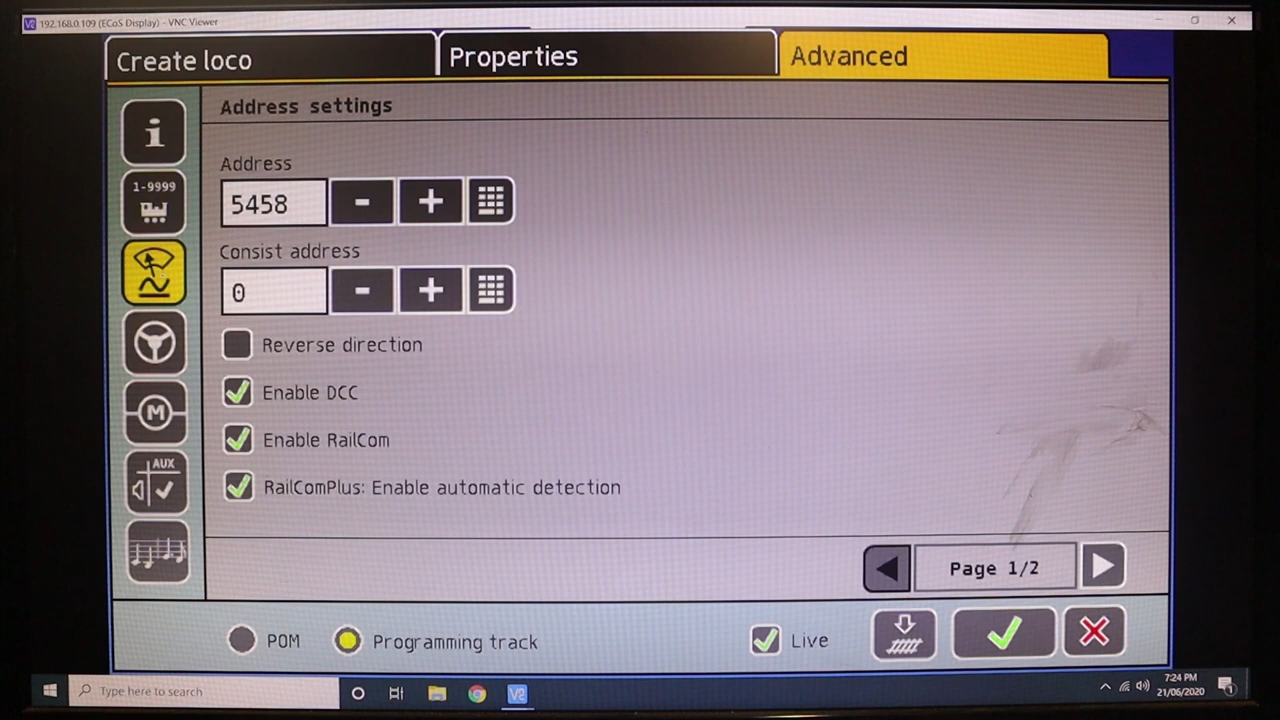 192.168.0.109 (ECoS Display) - VNC Viewer
Create loco
Properties
Advanced
Address settings
Address
5458
- +
Consist address
0
- +
Reverse direction
Enable DCC
Enable RailCom
RailComPlus: Enable automatic detection
i
1-9999
M
AUX
Page 1/2
POM
Programming track
Live
Type here to search
7:24 PM
21/06/2020
1